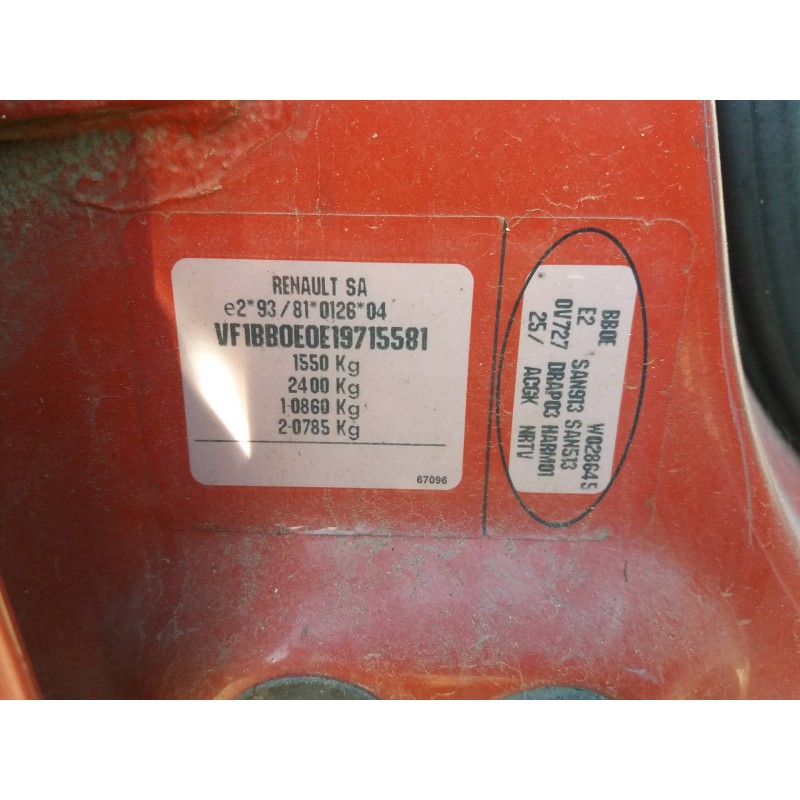 RENAULT SA
e2*93/81*0126*04
VF1BB0E0E19715581
1550 Kg
2400 Kg
1-0860 Kg
2-0785 Kg
67096
BB0E W028645
E2 SAN913 SAN513
0V727 DRAP03 HARM01
25/ ACGK NRTV